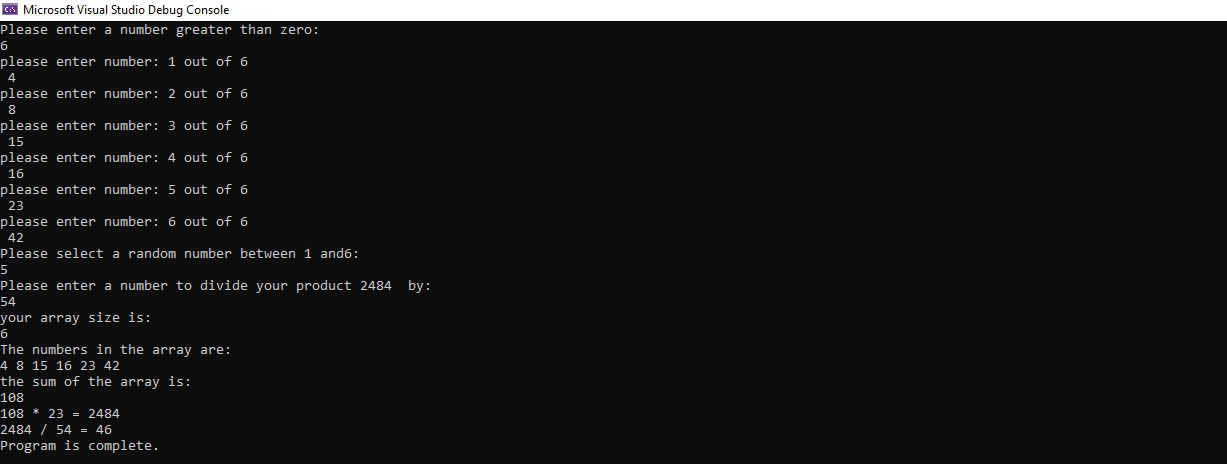 Microsoft Visual Studio Debug Console
Please enter a number greater than zero:
6
please enter number: 1 out of 6
 4
please enter number: 2 out of 6
 8
please enter number: 3 out of 6
 15
please enter number: 4 out of 6
 16
please enter number: 5 out of 6
 23
please enter number: 6 out of 6
 42
Please select a random number between 1 and6:
5
Please enter a number to divide your product 2484  by:
54
your array size is:
6
The numbers in the array are:
4 8 15 16 23 42
the sum of the array is:
108
108 * 23 = 2484
2484 / 54 = 46
Program is complete.